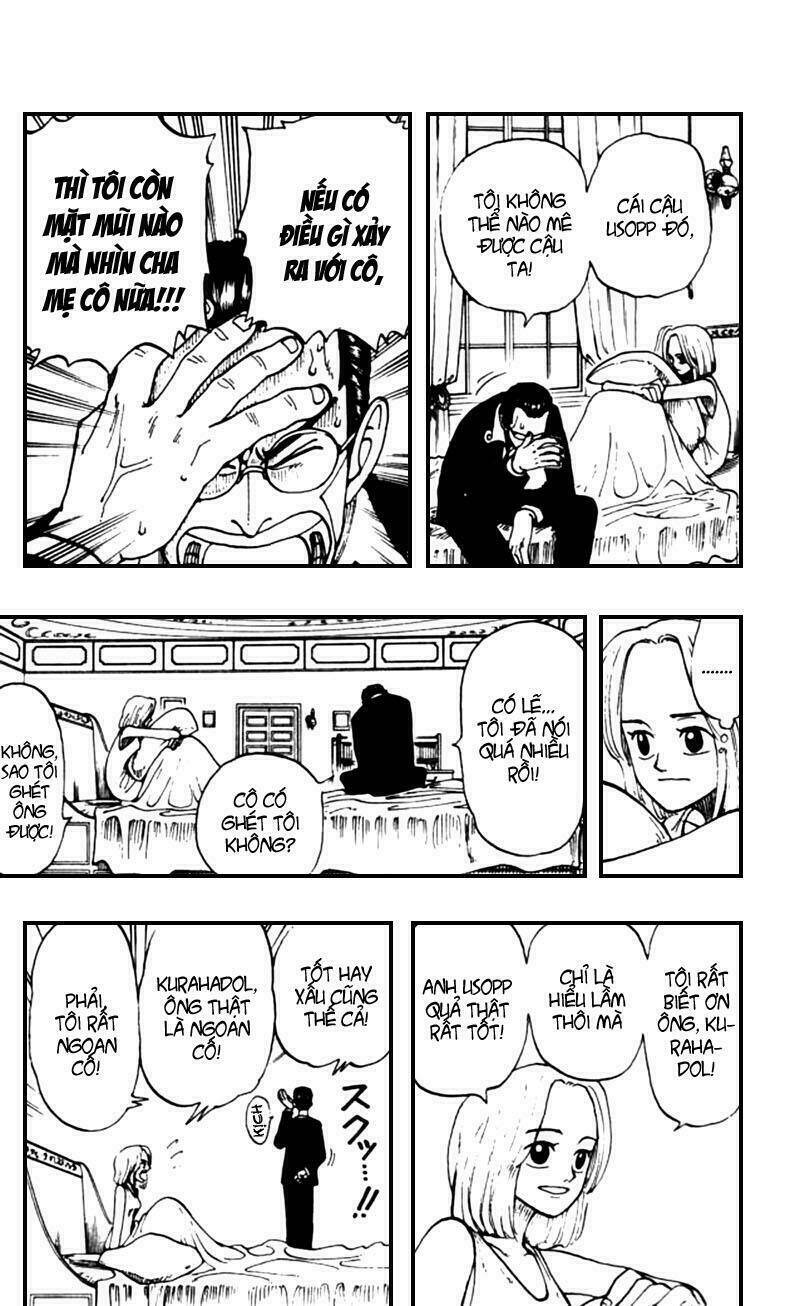 CÁI CẬU
USOPP ĐÓ,
TÔI KHÔNG
THỂ NÀO MÊ
ĐƯỢC CẬU
TA!
NẾU CÓ
ĐIỀU GÌ XẢY
RA VỚI CÔ,
THÌ TÔI CÒN
MẶT MŨI NÀO
MÀ NHÌN CHA
MẸ CÔ NỮA!!!
........
CÓ LẼ...
TÔI ĐÃ NÓI
QUÁ NHIỀU
RỒI!
CÔ CÓ
GHÉT TÔI
KHÔNG?
KHÔNG,
SAO TÔI
GHÉT
ÔNG
ĐƯỢC!
TÔI RẤT
BIẾT ƠN
ÔNG, KU-
RAHA-
DOL!
CHỈ LÀ
HIỂU LẦM
THÔI MÀ
ANH USOPP
QUẢ THẬT
RẤT TỐT!
TỐT HAY
XẤU CŨNG
THẾ CẢ!
KURAHADOL,
ÔNG THẬT
LÀ NGOAN
CỐ!
PHẢI,
TÔI RẤT
NGOAN
CỐ!
KỊCH
スクッ...!!